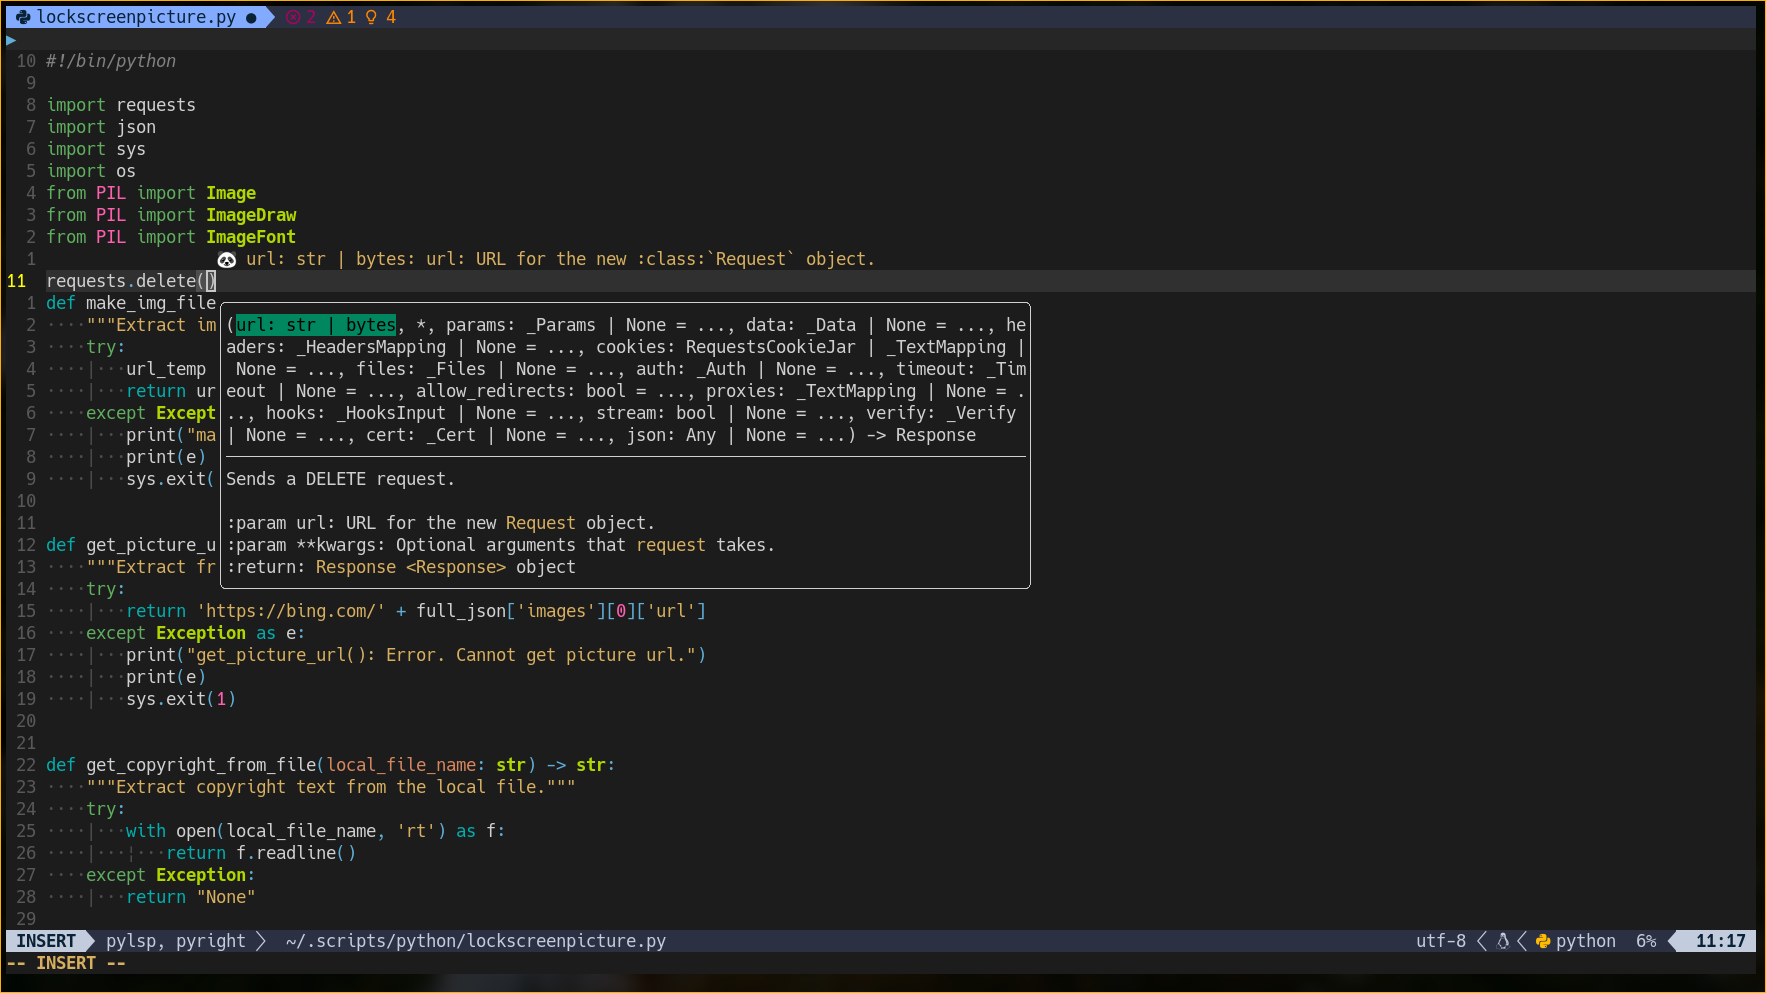 lockscreenpicture.py ● 2 1 4
10 #!/bin/python
9
8 import requests
7 import json
6 import sys
5 import os
4 from PIL import Image
3 from PIL import ImageDraw
2 from PIL import ImageFont
1 🐼 url: str | bytes: url: URL for the new :class:`Request` object.
11 requests.delete()
1 def make_img_file
2 ····"""Extract im (url: str | bytes, *, params: _Params | None = ..., data: _Data | None = ..., he
3 ····try: aders: _HeadersMapping | None = ..., cookies: RequestsCookieJar | _TextMapping |
4 ····|···url_temp None = ..., files: _Files | None = ..., auth: _Auth | None = ..., timeout: _Tim
5 ····|···return ur eout | None = ..., allow_redirects: bool = ..., proxies: _TextMapping | None = .
6 ····except Except .., hooks: _HooksInput | None = ..., stream: bool | None = ..., verify: _Verify
7 ····|···print("ma | None = ..., cert: _Cert | None = ..., json: Any | None = ...) -> Response
8 ····|···print(e)
9 ····|···sys.exit( Sends a DELETE request.
10
11 :param url: URL for the new Request object.
12 def get_picture_u :param **kwargs: Optional arguments that request takes.
13 ····"""Extract fr :return: Response <Response> object
14 ····try:
15 ····|···return 'https://bing.com/' + full_json['images'][0]['url']
16 ····except Exception as e:
17 ····|···print("get_picture_url(): Error. Cannot get picture url.")
18 ····|···print(e)
19 ····|···sys.exit(1)
20
21
22 def get_copyright_from_file(local_file_name: str) -> str:
23 ····"""Extract copyright text from the local file."""
24 ····try:
25 ····|···with open(local_file_name, 'rt') as f:
26 ····|···¦···return f.readline()
27 ····except Exception:
28 ····|···return "None"
29
INSERT pylsp, pyright ~/.scripts/python/lockscreenpicture.py utf-8 python 6% 11:17
-- INSERT --